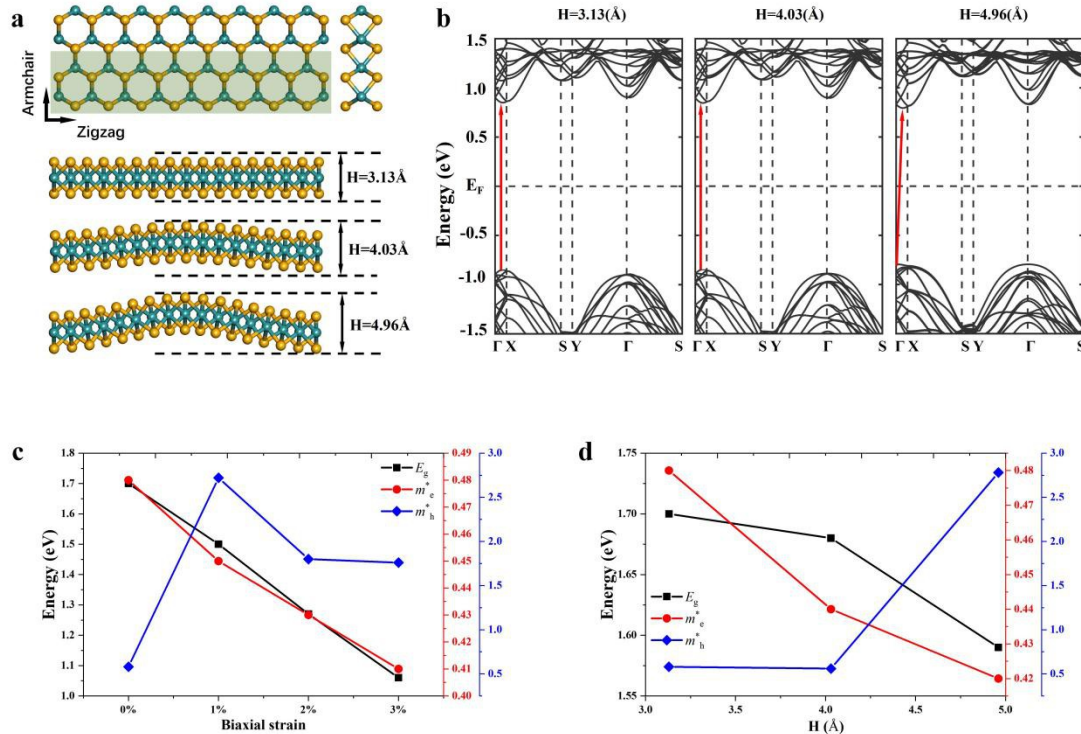 a
Armchair
Zigzag
H=3.13Å
H=4.03Å
H=4.96Å
b
H=3.13(Å) H=4.03(Å) H=4.96(Å)
Energy (eV)
1.5
1.0
0.5
E_F
-0.5
-1.0
-1.5
Γ X S Y Γ S
Γ X S Y Γ S
Γ X S Y Γ S
c
Energy (eV)
1.8
1.7
1.6
1.5
1.4
1.3
1.2
1.1
1.0
0% 1% 2% 3%
Biaxial strain
E_g
m*_e
m*_h
0.49
0.48
0.47
0.46
0.45
0.44
0.43
0.42
0.41
0.40
3.0
2.5
2.0
1.5
1.0
0.5
d
Energy (eV)
1.75
1.70
1.65
1.60
1.55
3.0 3.5 4.0 4.5 5.0
H (Å)
E_g
m*_e
m*_h
0.48
0.47
0.46
0.45
0.44
0.43
0.42
3.0
2.5
2.0
1.5
1.0
0.5